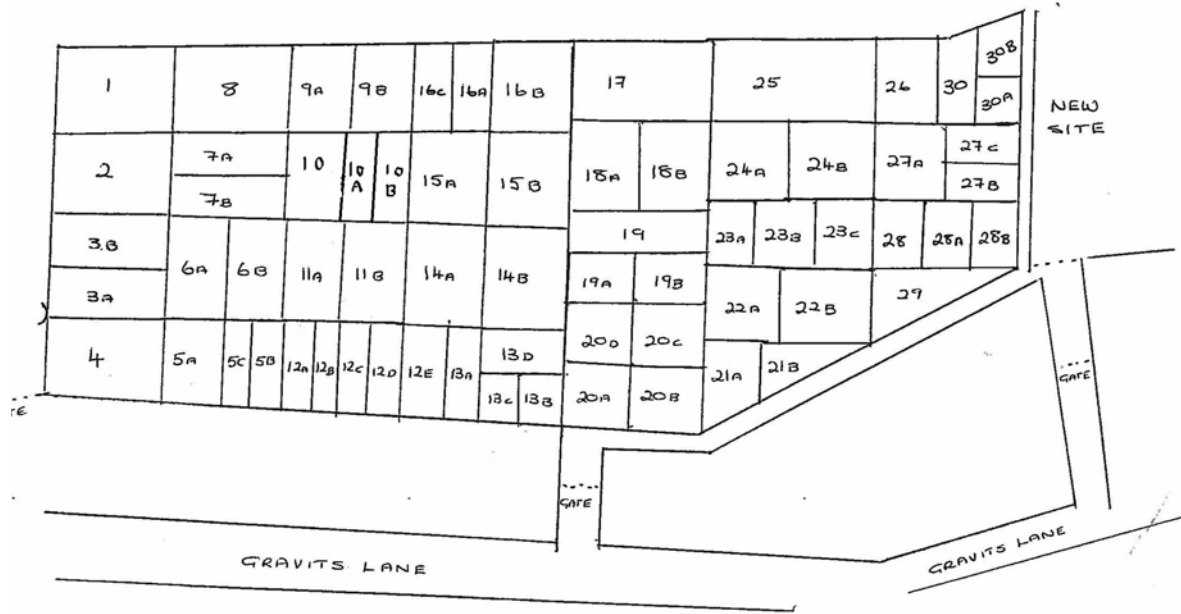 1
8
9A
9B
16C
16A
16B
17
25
26
30
30B
30A
NEW
SITE
2
7A
7B
10
10
A
10
B
15A
15B
18A
18B
24A
24B
27A
27C
27B
3.B
3A
6A
6B
11A
11B
14A
14B
19
19A
19B
23A
23B
23C
28
28A
28B
22A
22B
29
4
5A
5C
5B
12A
12B
12C
12D
12E
13A
13D
13C
13B
20D
20C
20A
20B
21A
21B
GATE
GATE
GRAVITS LANE
GRAVITS LANE